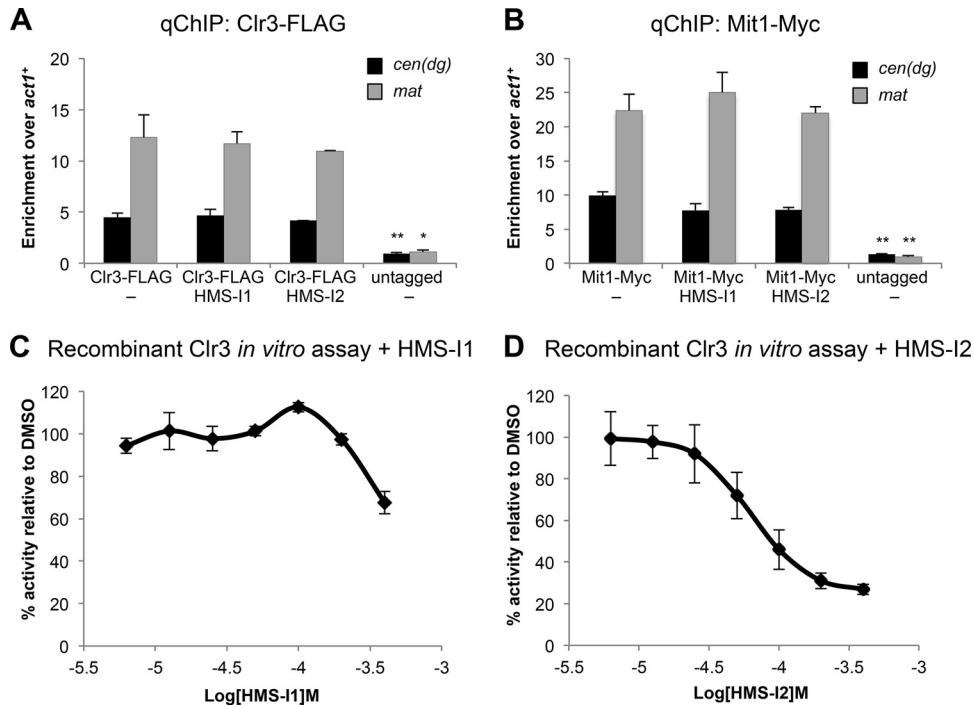 A
qChIP: Clr3-FLAG
Enrichment over act1+
20
15
10
5
0
cen(dg)
mat
** *
Clr3-FLAG Clr3-FLAG Clr3-FLAG untagged
– HMS-I1 HMS-I2 –
B
qChIP: Mit1-Myc
Enrichment over act1+
30
25
20
15
10
5
0
cen(dg)
mat
** **
Mit1-Myc Mit1-Myc Mit1-Myc untagged
– HMS-I1 HMS-I2 –
C
Recombinant Clr3 in vitro assay + HMS-I1
% activity relative to DMSO
120
100
80
60
40
20
0
-5.5 -5 -4.5 -4 -3.5 -3
Log[HMS-I1]M
D
Recombinant Clr3 in vitro assay + HMS-I2
% activity relative to DMSO
120
100
80
60
40
20
0
-5.5 -5 -4.5 -4 -3.5 -3
Log[HMS-I2]M